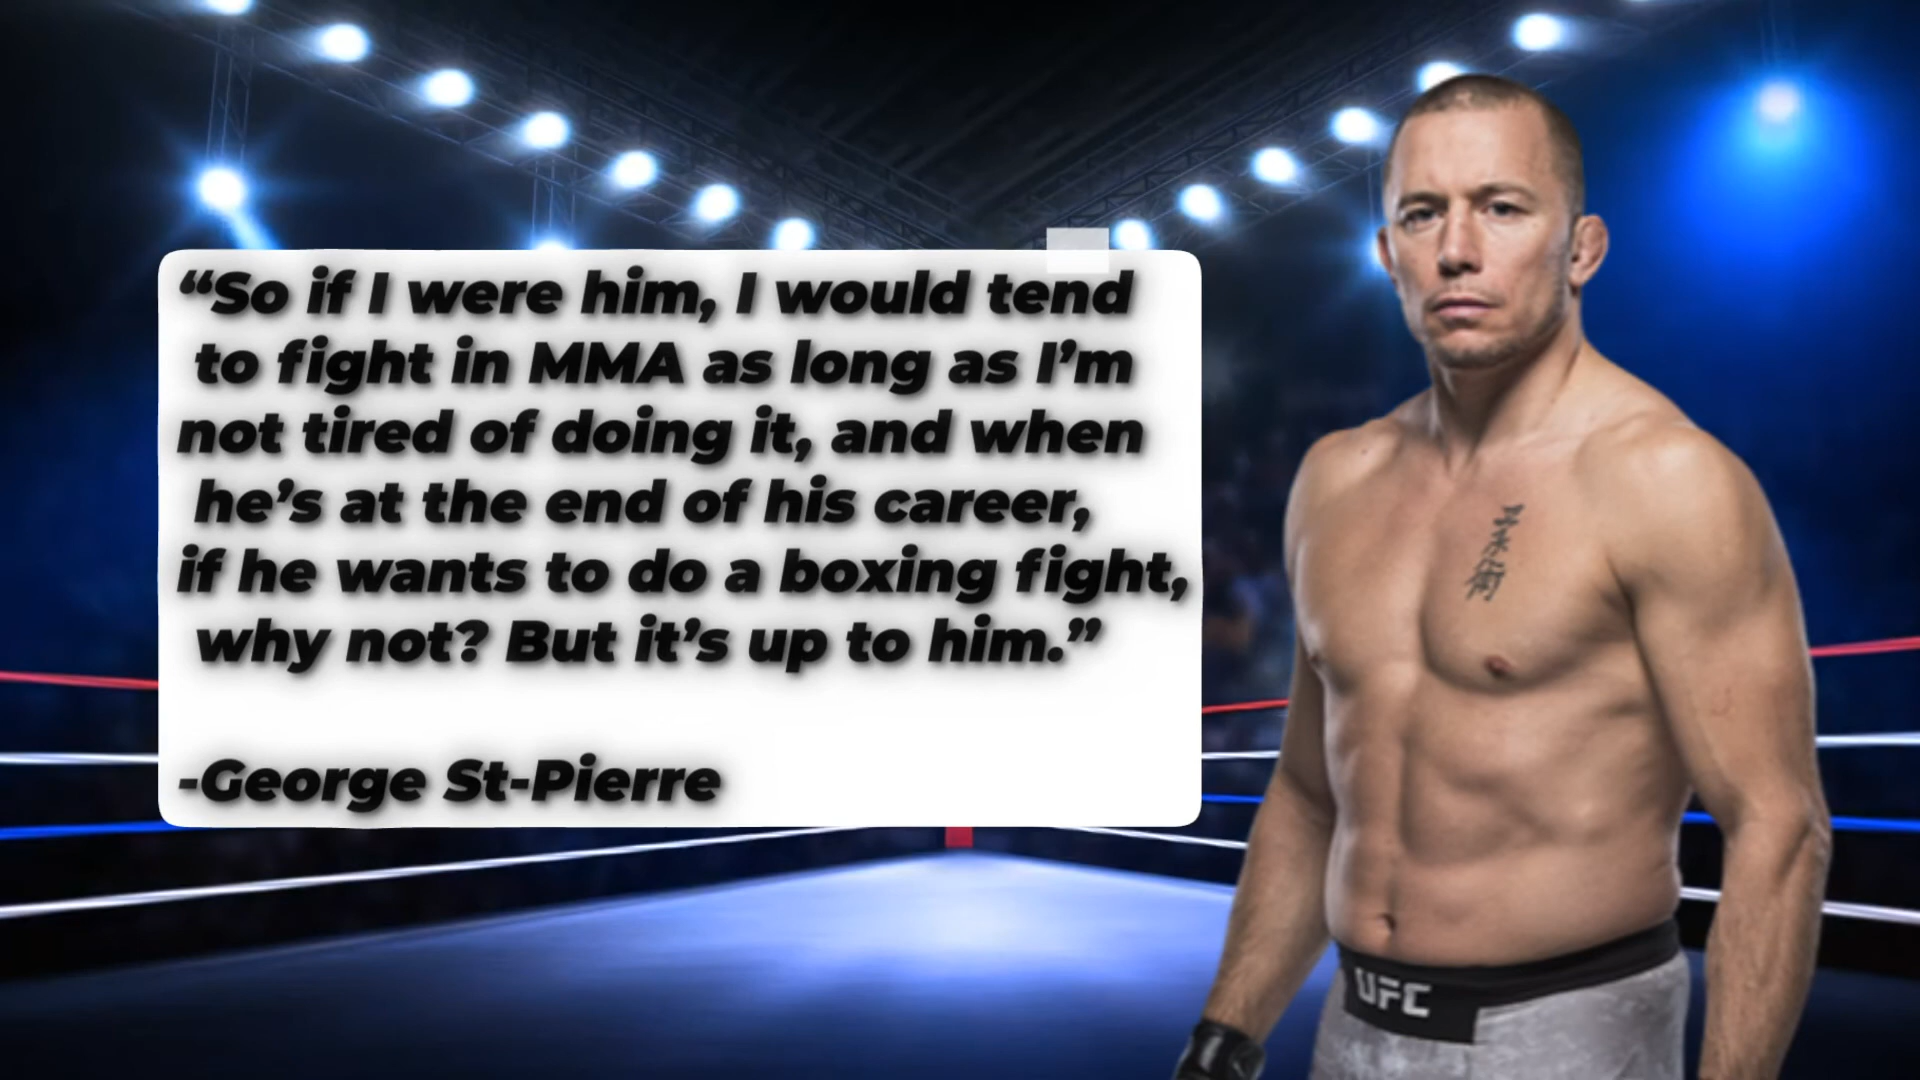 “So if I were him, I would tend
to fight in MMA as long as I’m
not tired of doing it, and when
he’s at the end of his career,
if he wants to do a boxing fight,
why not? But it’s up to him.”
-George St-Pierre
UFC